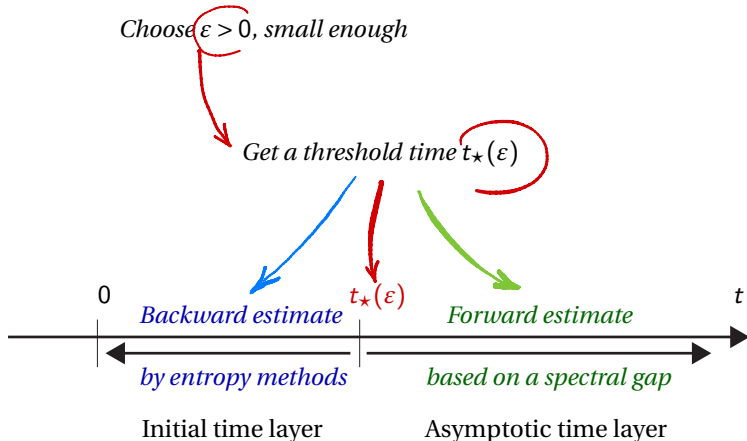 Choose ε > 0, small enough
Get a threshold time t⋆(ε)
0 t⋆(ε) t
Backward estimate Forward estimate
by entropy methods based on a spectral gap
Initial time layer Asymptotic time layer